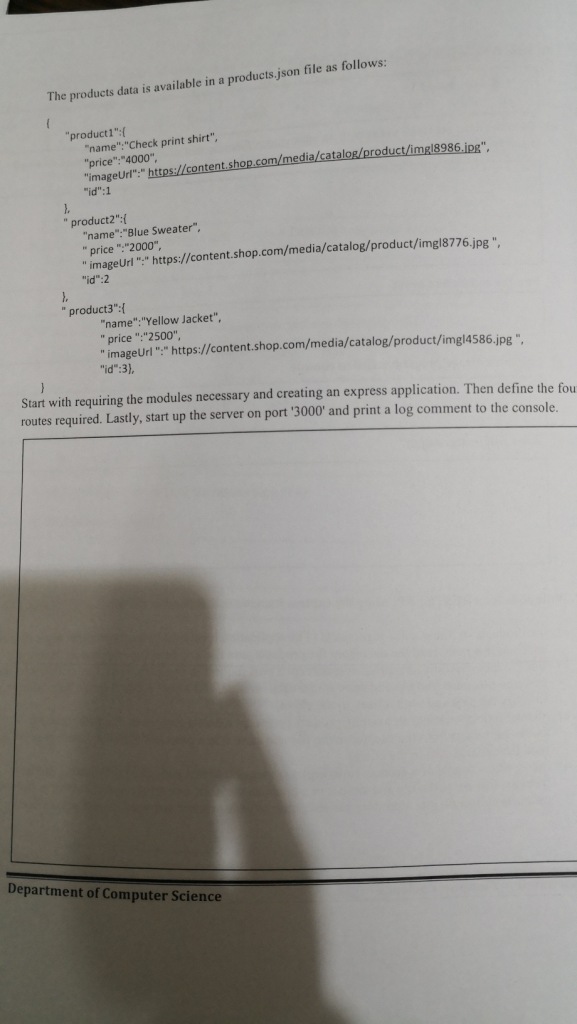 The products data is available in a products.json file as follows:
{
"product1":{
"name":"Check print shirt",
"price":"4000",
"imageUrl":" https://content.shop.com/media/catalog/product/imgl8986.jpg",
"id":1
},
" product2":{
"name":"Blue Sweater",
" price ":"2000",
" imageUrl ":" https://content.shop.com/media/catalog/product/imgl8776.jpg ",
"id":2
},
" product3":{
"name":"Yellow Jacket",
" price ":"2500",
" imageUrl ":" https://content.shop.com/media/catalog/product/imgl4586.jpg ",
"id":3},
}
Start with requiring the modules necessary and creating an express application. Then define the fou
routes required. Lastly, start up the server on port '3000' and print a log comment to the console.
Department of Computer Science